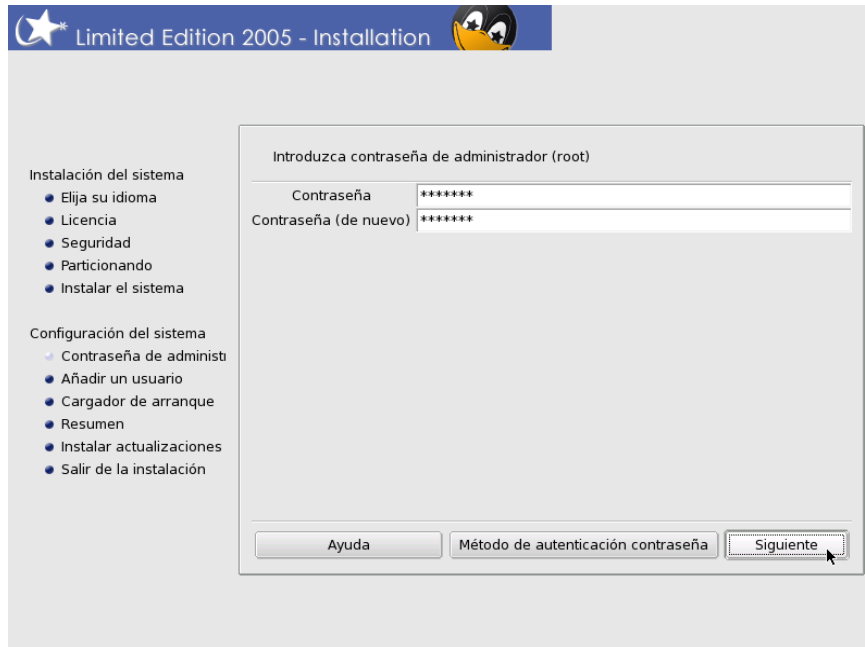 Limited Edition 2005 - Installation
Instalación del sistema
Elija su idioma
Licencia
Seguridad
Particionando
Instalar el sistema
Configuración del sistema
Contraseña de administ
Añadir un usuario
Cargador de arranque
Resumen
Instalar actualizaciones
Salir de la instalación
Introduzca contraseña de administrador (root)
Contraseña *******
Contraseña (de nuevo) *******
Ayuda
Método de autenticación contraseña
Siguiente